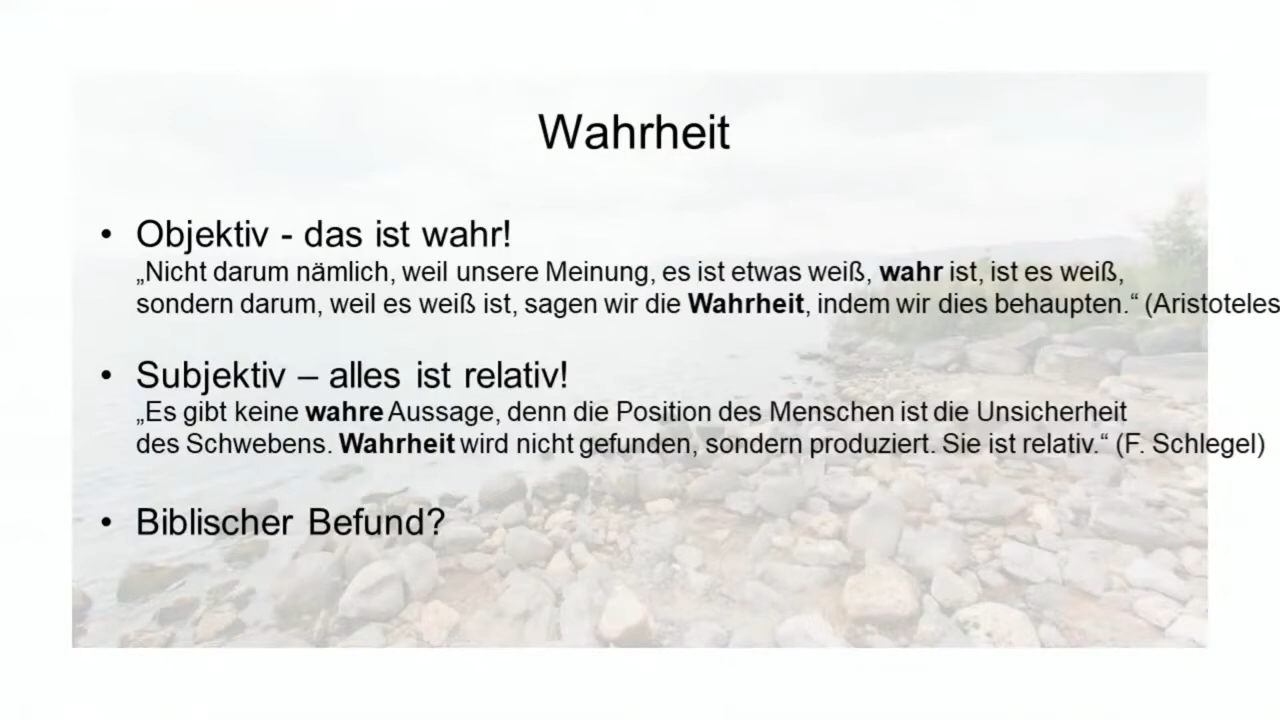 Wahrheit
• Objektiv - das ist wahr!
„Nicht darum nämlich, weil unsere Meinung, es ist etwas weiß, wahr ist, ist es weiß,
sondern darum, weil es weiß ist, sagen wir die Wahrheit, indem wir dies behaupten.“ (Aristoteles
• Subjektiv – alles ist relativ!
„Es gibt keine wahre Aussage, denn die Position des Menschen ist die Unsicherheit
des Schwebens. Wahrheit wird nicht gefunden, sondern produziert. Sie ist relativ.“ (F. Schlegel)
• Biblischer Befund?